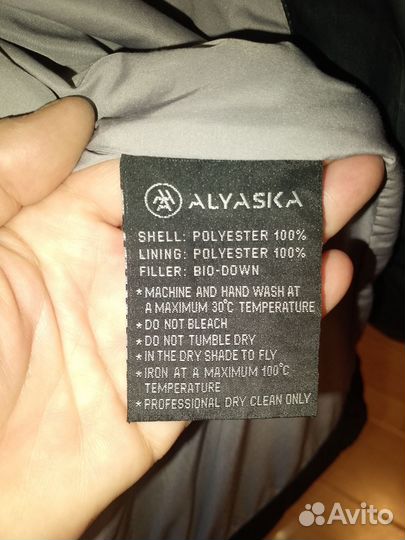 ALYASKA
SHELL: POLYESTER 100%
LINING: POLYESTER 100%
FILLER: BIO-DOWN
*MACHINE AND HAND WASH AT
A MAXIMUM 30°C TEMPERATURE
*DO NOT BLEACH
*DO NOT TUMBLE DRY
*IN THE DRY SHADE TO FLY
*IRON AT A MAXIMUM 100°C
TEMPERATURE
*PROFESSIONAL DRY CLEAN ONLY
Avito